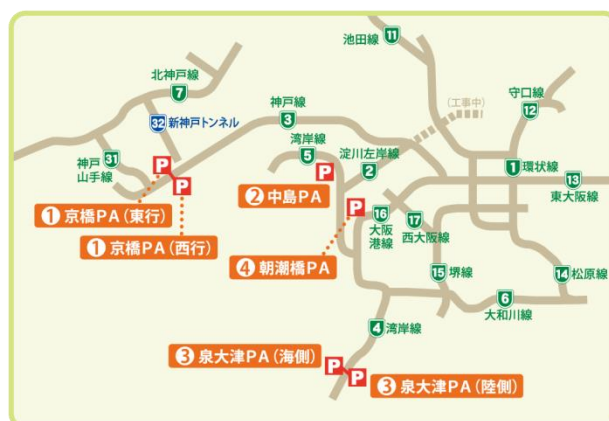 池田線
11
北神戸線
7
32
新神戸トンネル
神戸線
3
(工事中)
守口線
12
湾岸線
5
淀川左岸線
2
神戸
山手線
31
1
環状線
13
東大阪線
P
P
P
② 中島PA
P
① 京橋PA(東行)
① 京橋PA(西行)
16
大阪
港線
17
西大阪線
④ 朝潮橋PA
15
堺線
14
松原線
6
大和川線
4
湾岸線
③ 泉大津PA(海側)
P
P
③ 泉大津PA(陸側)